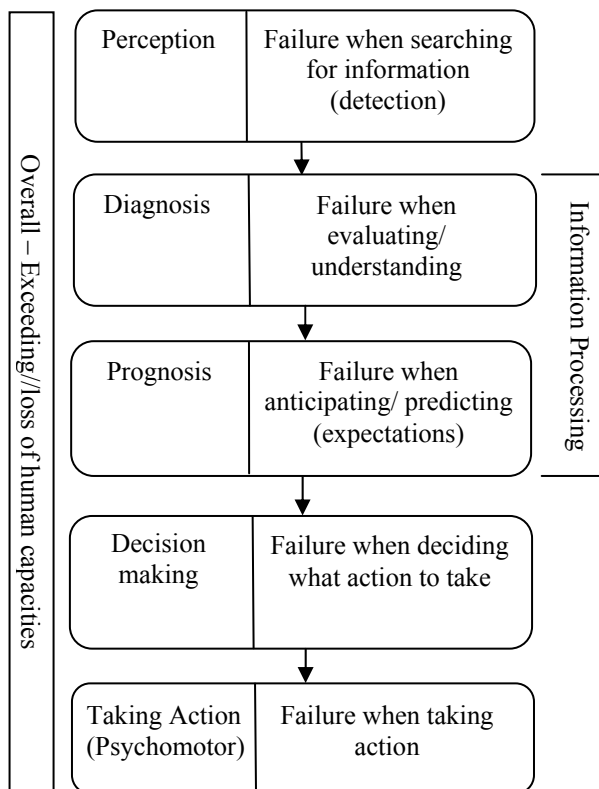 Overall – Exceeding//loss of human capacities
Perception
Failure when searching
for information
(detection)
Diagnosis
Failure when
evaluating/
understanding
Prognosis
Failure when
anticipating/ predicting
(expectations)
Information Processing
Decision
making
Failure when deciding
what action to take
Taking Action
(Psychomotor)
Failure when taking
action